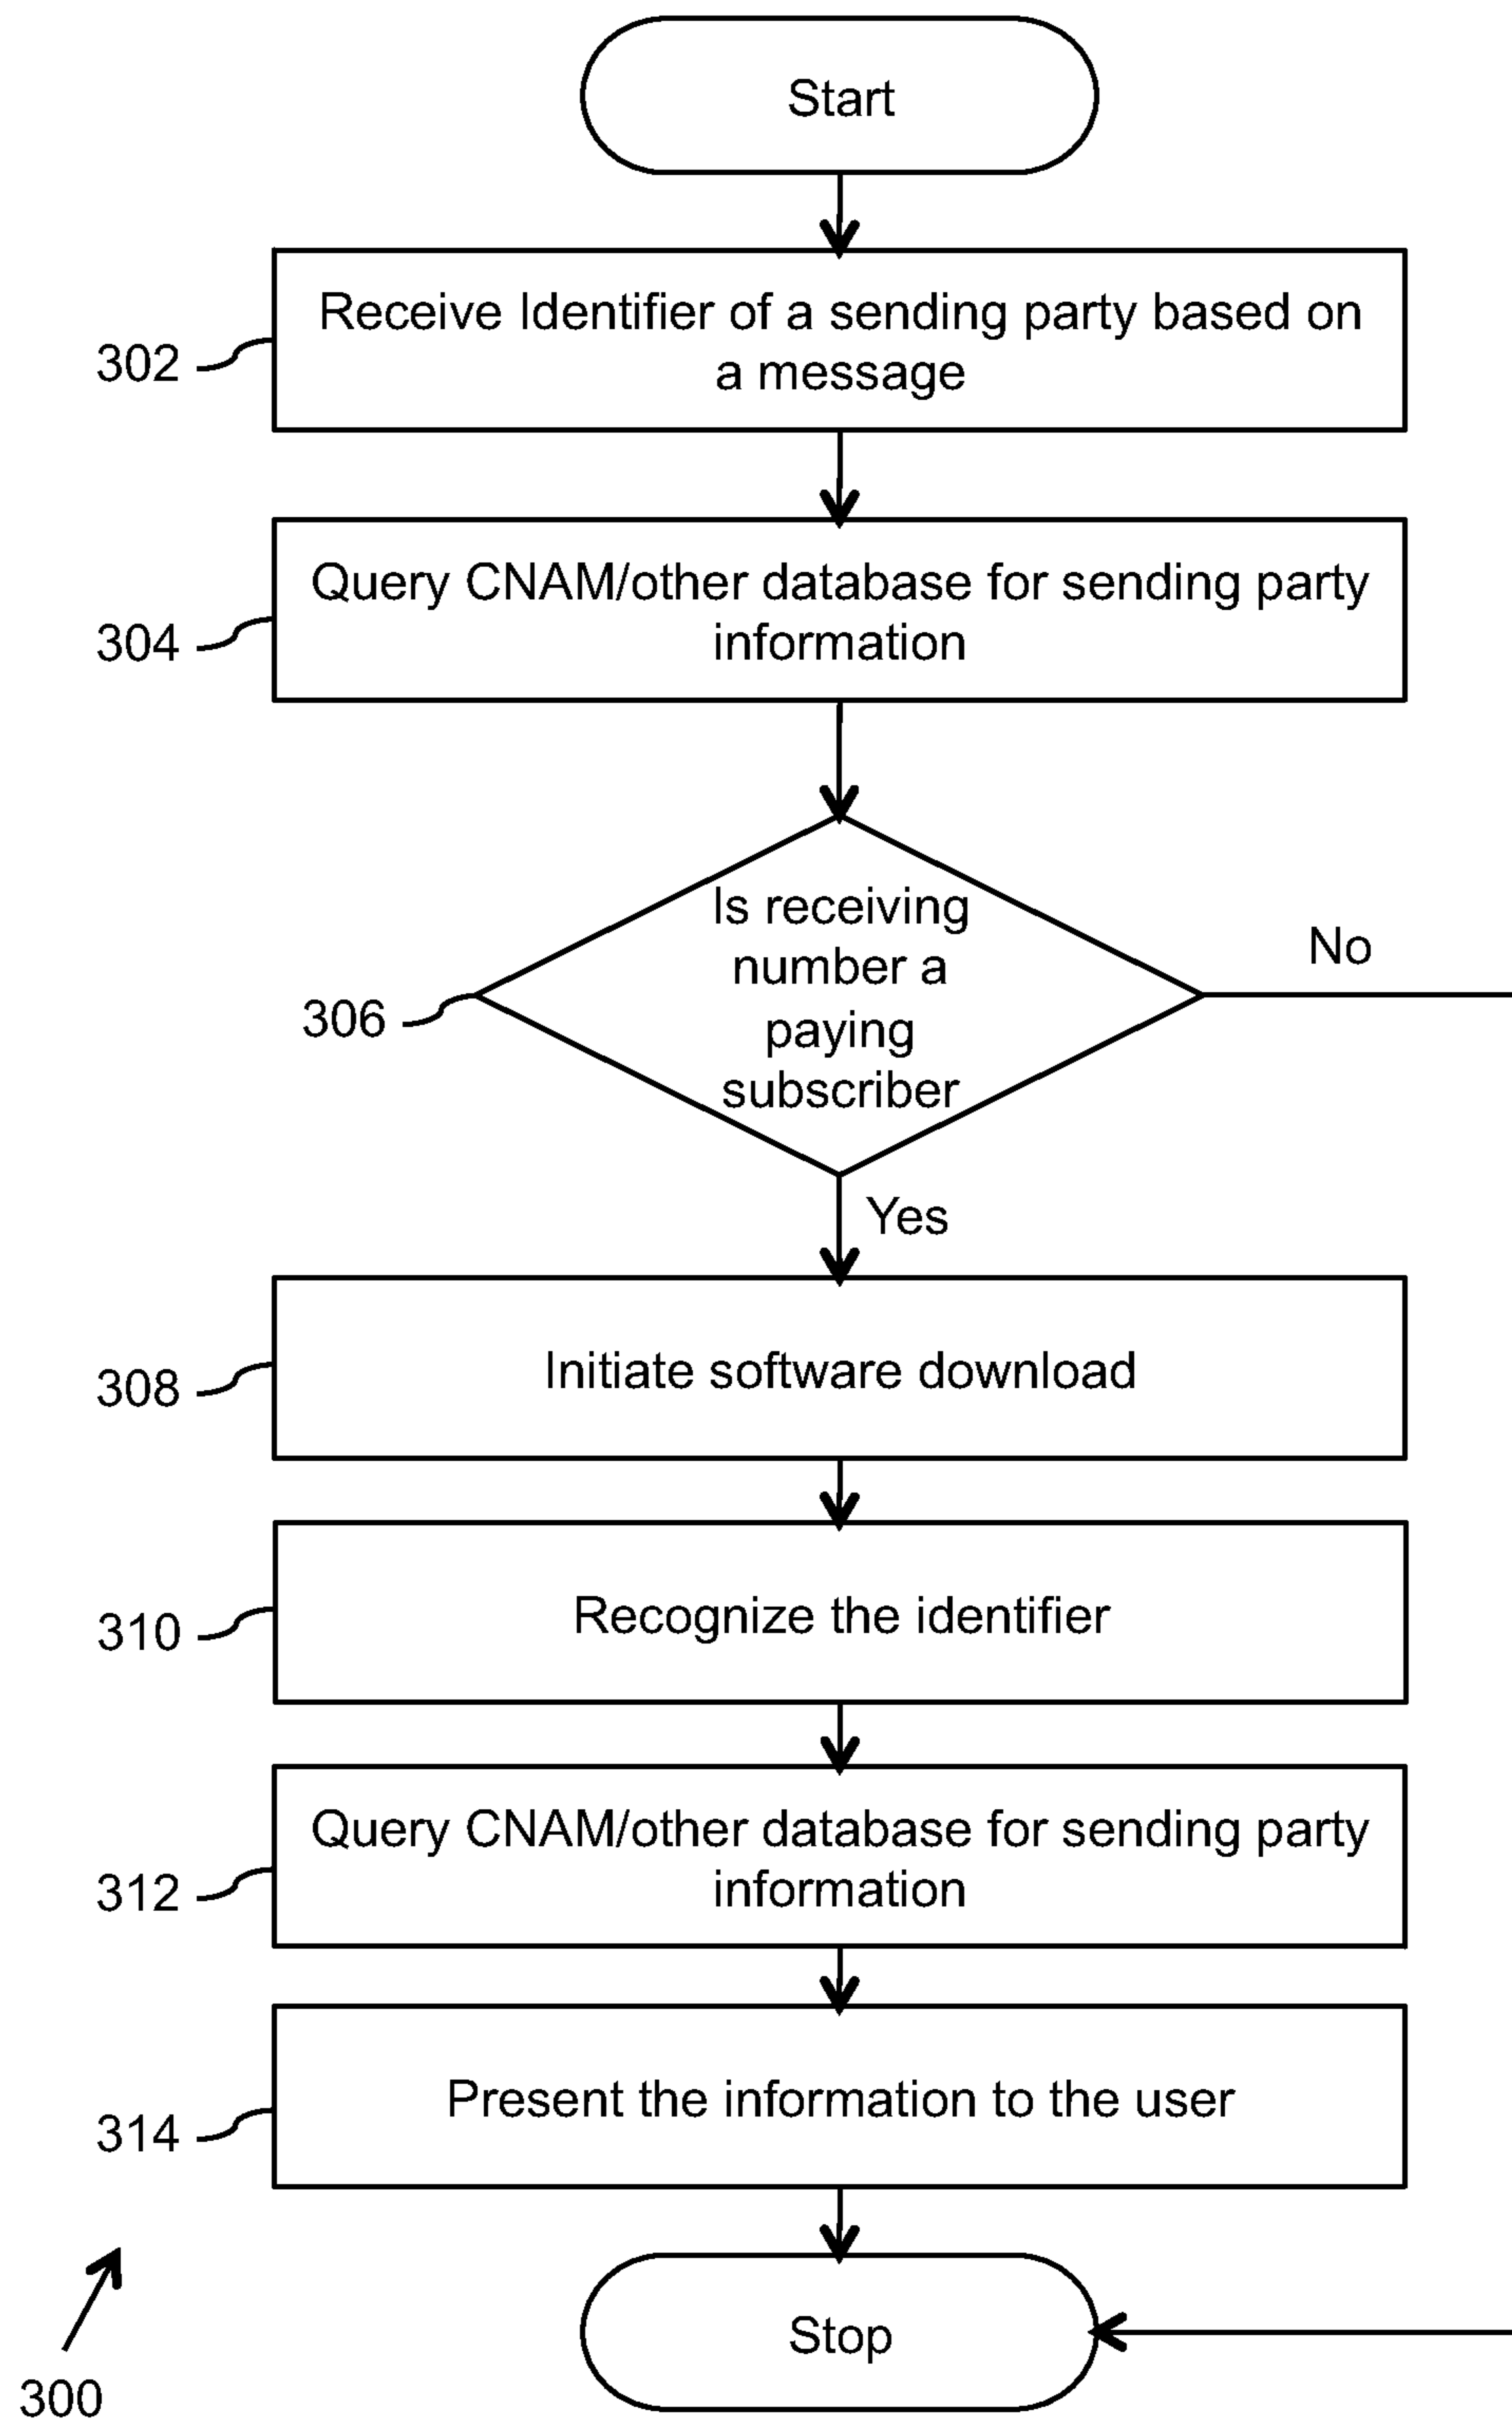 Start
Receive Identifier of a sending party based on
a message
302
Query CNAM/other database for sending party
information
304
Is receiving
number a
paying
subscriber
No
306
Yes
Initiate software download
308
Recognize the identifier
310
Query CNAM/other database for sending party
information
312
Present the information to the user
314
Stop
300